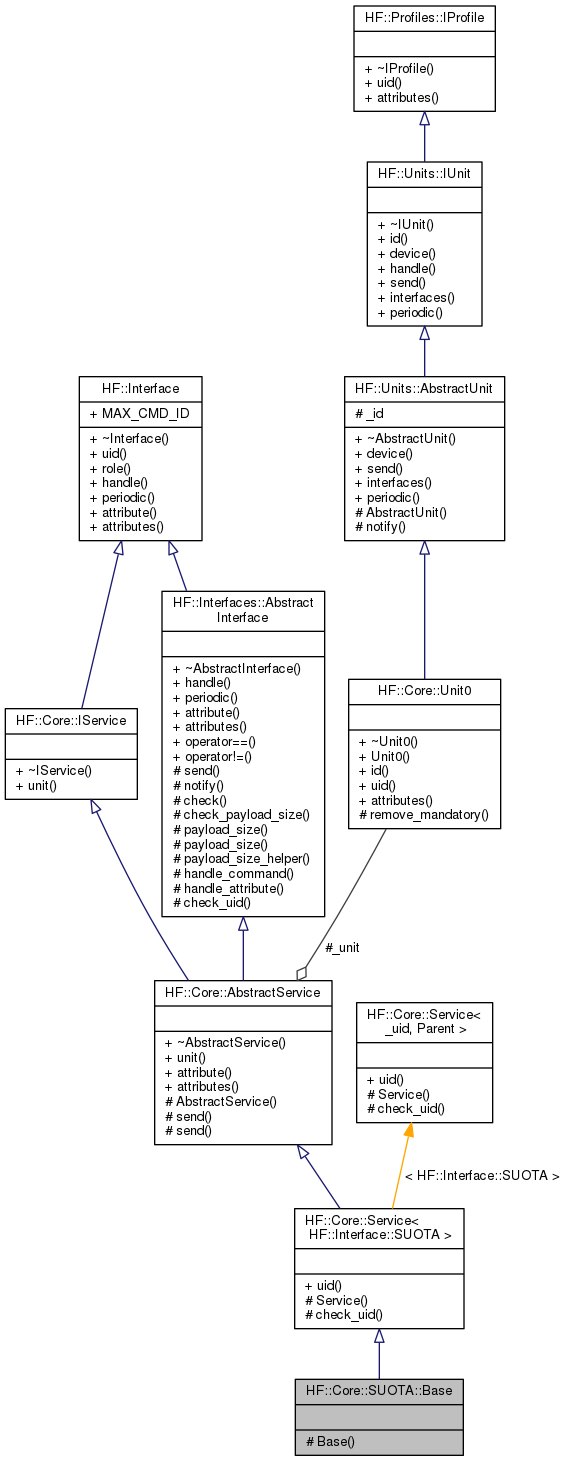 HF::Profiles::IProfile
+ ~IProfile()
+ uid()
+ attributes()
HF::Units::IUnit
+ ~IUnit()
+ id()
+ device()
+ handle()
+ send()
+ interfaces()
+ periodic()
HF::Interface
+ MAX_CMD_ID
+ ~Interface()
+ uid()
+ role()
+ handle()
+ periodic()
+ attribute()
+ attributes()
HF::Units::AbstractUnit
# _id
+ ~AbstractUnit()
+ device()
+ send()
+ interfaces()
+ periodic()
# AbstractUnit()
# notify()
HF::Interfaces::Abstract
Interface
+ ~AbstractInterface()
+ handle()
+ periodic()
+ attribute()
+ attributes()
+ operator==()
+ operator!=()
# send()
# notify()
# check()
# check_payload_size()
# payload_size()
# payload_size()
# payload_size_helper()
# handle_command()
# handle_attribute()
# check_uid()
HF::Core::Unit0
+ ~Unit0()
+ Unit0()
+ id()
+ uid()
+ attributes()
# remove_mandatory()
HF::Core::IService
+ ~IService()
+ unit()
#_unit
HF::Core::AbstractService
+ ~AbstractService()
+ unit()
+ attribute()
+ attributes()
# AbstractService()
# send()
# send()
HF::Core::Service<
_uid, Parent >
+ uid()
# Service()
# check_uid()
< HF::Interface::SUOTA >
HF::Core::Service<
HF::Interface::SUOTA >
+ uid()
# Service()
# check_uid()
HF::Core::SUOTA::Base
# Base()